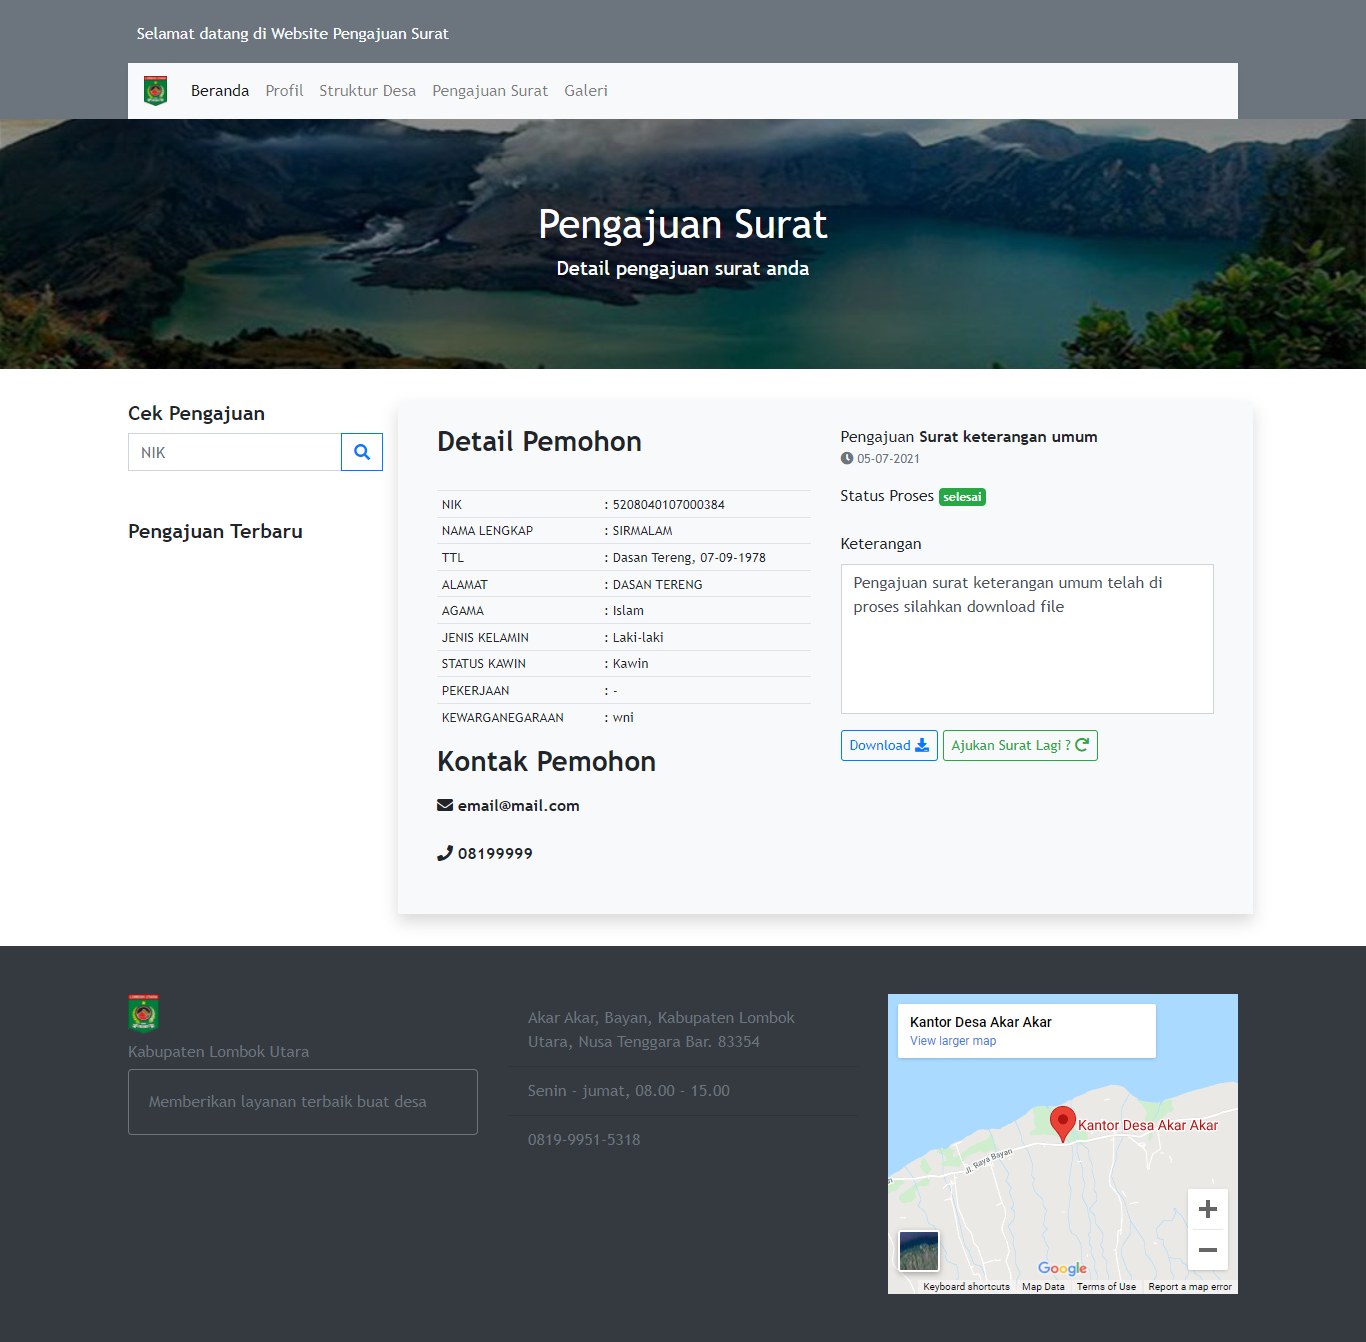 Selamat datang di Website Pengajuan Surat
Beranda Profil Struktur Desa Pengajuan Surat Galeri
Pengajuan Surat
Detail pengajuan surat anda
Cek Pengajuan
NIK
Pengajuan Terbaru
Detail Pemohon
NIK : 5208040107000384
NAMA LENGKAP : SIRMALAM
TTL : Dasan Tereng, 07-09-1978
ALAMAT : DASAN TERENG
AGAMA : Islam
JENIS KELAMIN : Laki-laki
STATUS KAWIN : Kawin
PEKERJAAN : -
KEWARGANEGARAAN : wni
Kontak Pemohon
email@mail.com
08199999
Pengajuan Surat keterangan umum
05-07-2021
Status Proses selesai
Keterangan
Pengajuan surat keterangan umum telah di
proses silahkan download file
Download Ajukan Surat Lagi ?
Kabupaten Lombok Utara
Memberikan layanan terbaik buat desa
Akar Akar, Bayan, Kabupaten Lombok
Utara, Nusa Tenggara Bar. 83354
Senin - jumat, 08.00 - 15.00
0819-9951-5318
Kantor Desa Akar Akar
View larger map
Kantor Desa Akar Akar
Jl. Raya Bayan
Google
Keyboard shortcuts Map Data Terms of Use Report a map error